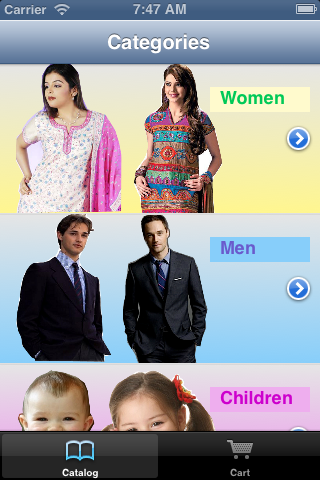 Carrier 7:47 AM
Categories
Women
Men
Children
Catalog Cart